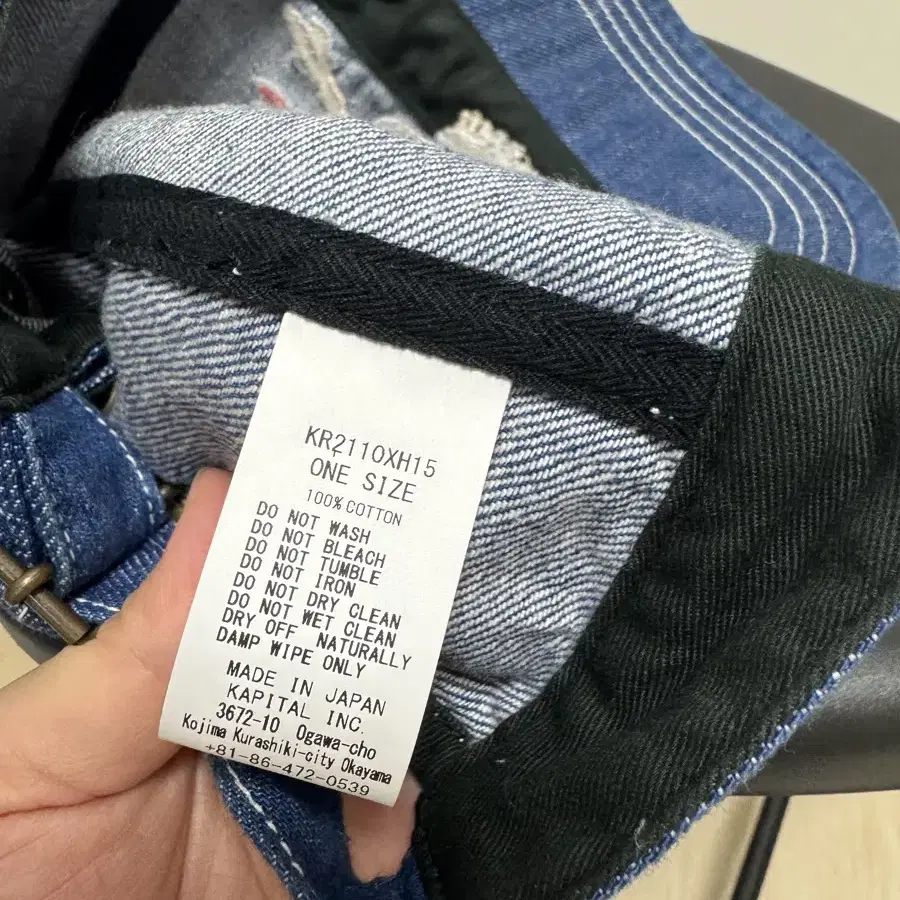 KR2110XH15
ONE SIZE
100% COTTON
DO NOT WASH
DO NOT BLEACH
DO NOT TUMBLE
DO NOT IRON
DO NOT DRY CLEAN
DO NOT WET CLEAN
DRY OFF NATURALLY
DAMP WIPE ONLY
MADE IN JAPAN
KAPITAL INC.
3672-10 Ogawa-cho
Kojima Kurashiki-city Okayama
+81-86-472-0539